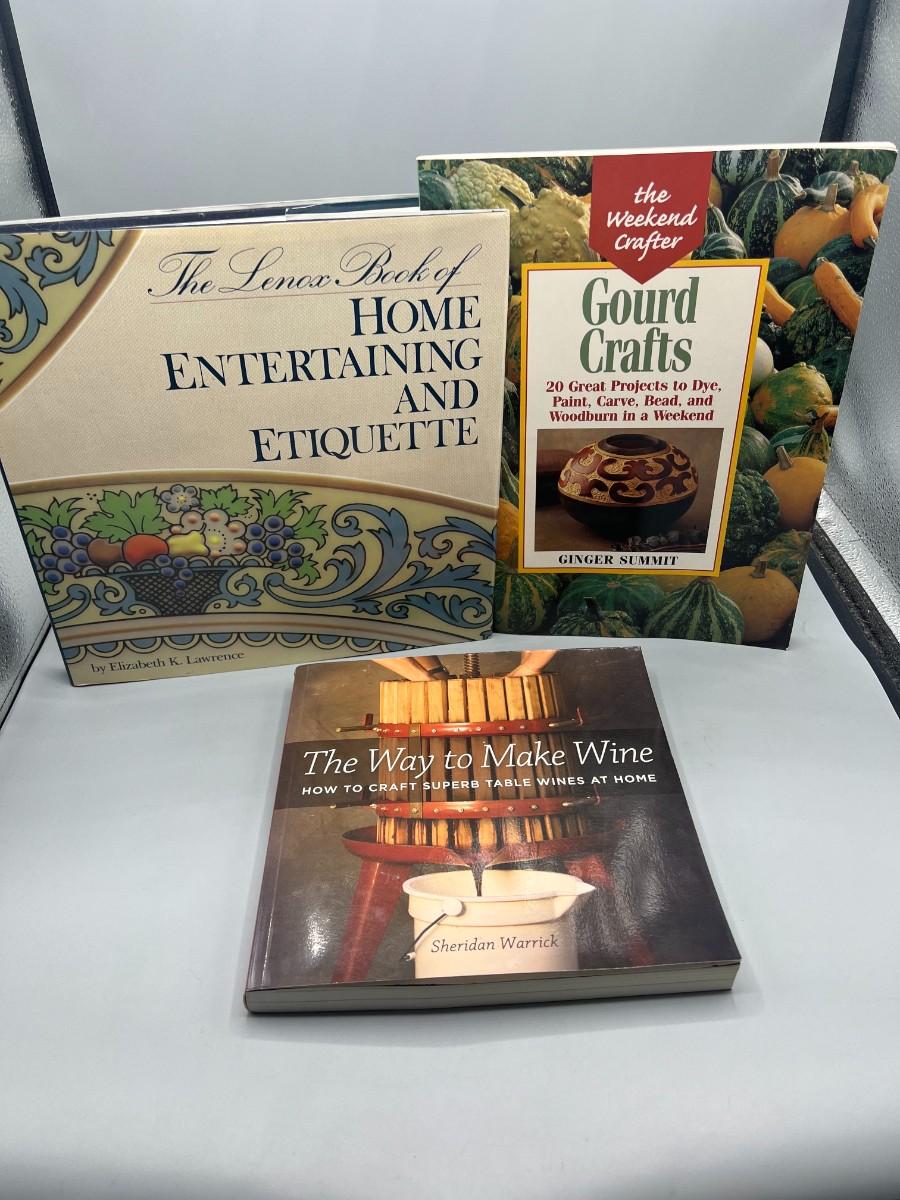 The Lenox Book of
HOME
ENTERTAINING
AND
ETIQUETTE
by Elizabeth K. Lawrence
the
Weekend
Crafter
Gourd
Crafts
20 Great Projects to Dye,
Paint, Carve, Bead, and
Woodburn in a Weekend
GINGER SUMMIT
The Way to Make Wine
HOW TO CRAFT SUPERB TABLE WINES AT HOME
Sheridan Warrick